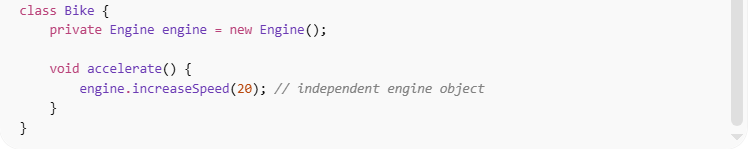 class Bike {
    private Engine engine = new Engine();

    void accelerate() {
        engine.increaseSpeed(20); // independent engine object
    }
}